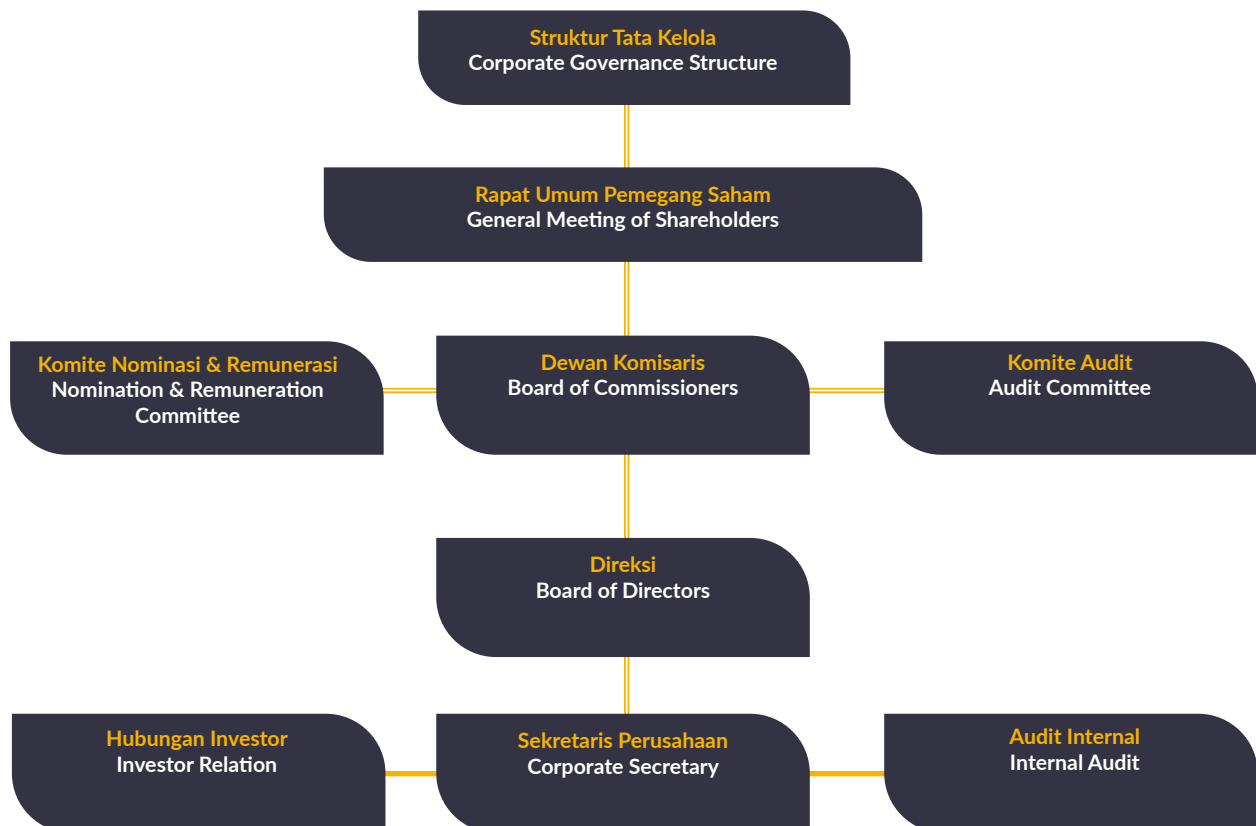 Struktur Tata Kelola
Corporate Governance Structure
Rapat Umum Pemegang Saham
General Meeting of Shareholders
Komite Nominasi & Remunerasi
Nomination & Remuneration
Committee
Dewan Komisaris
Board of Commissioners
Komite Audit
Audit Committee
Direksi
Board of Directors
Hubungan Investor
Investor Relation
Sekretaris Perusahaan
Corporate Secretary
Audit Internal
Internal Audit